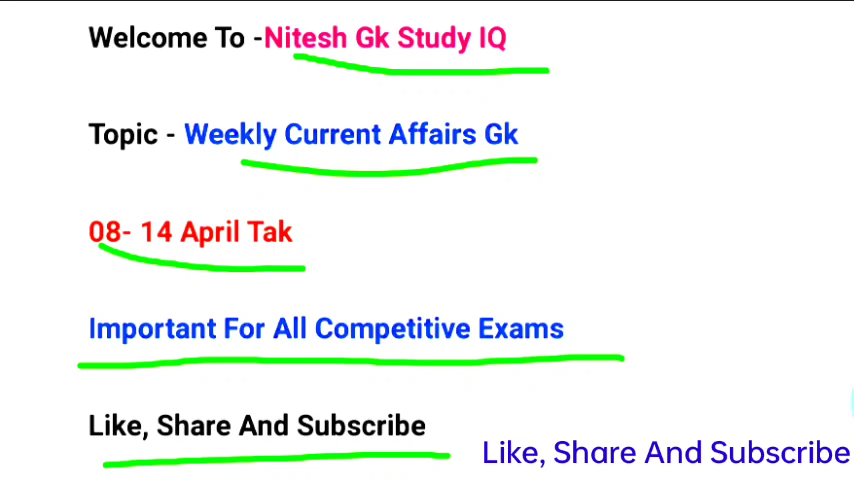 Welcome To -Nitesh Gk Study IQ
Topic - Weekly Current Affairs Gk
08- 14 April Tak
Important For All Competitive Exams
Like, Share And Subscribe
Like, Share And Subscribe